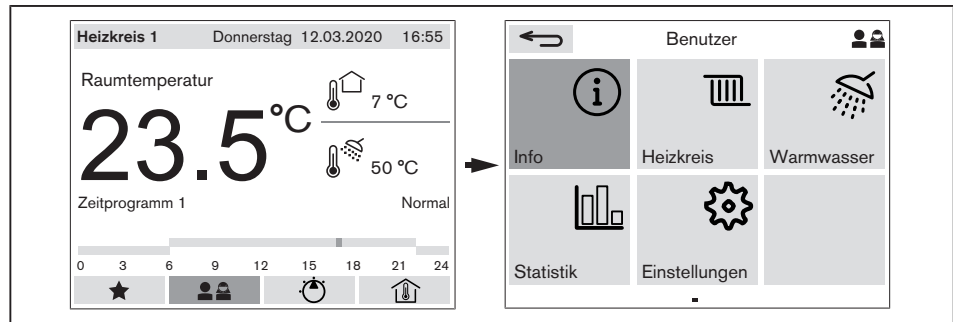 Heizkreis 1 Donnerstag 12.03.2020 16:55
Raumtemperatur
23.5°C
7 °C
50 °C
Zeitprogramm 1 Normal
0 3 6 9 12 15 18 21 24
Benutzer
Info Heizkreis Warmwasser
Statistik Einstellungen